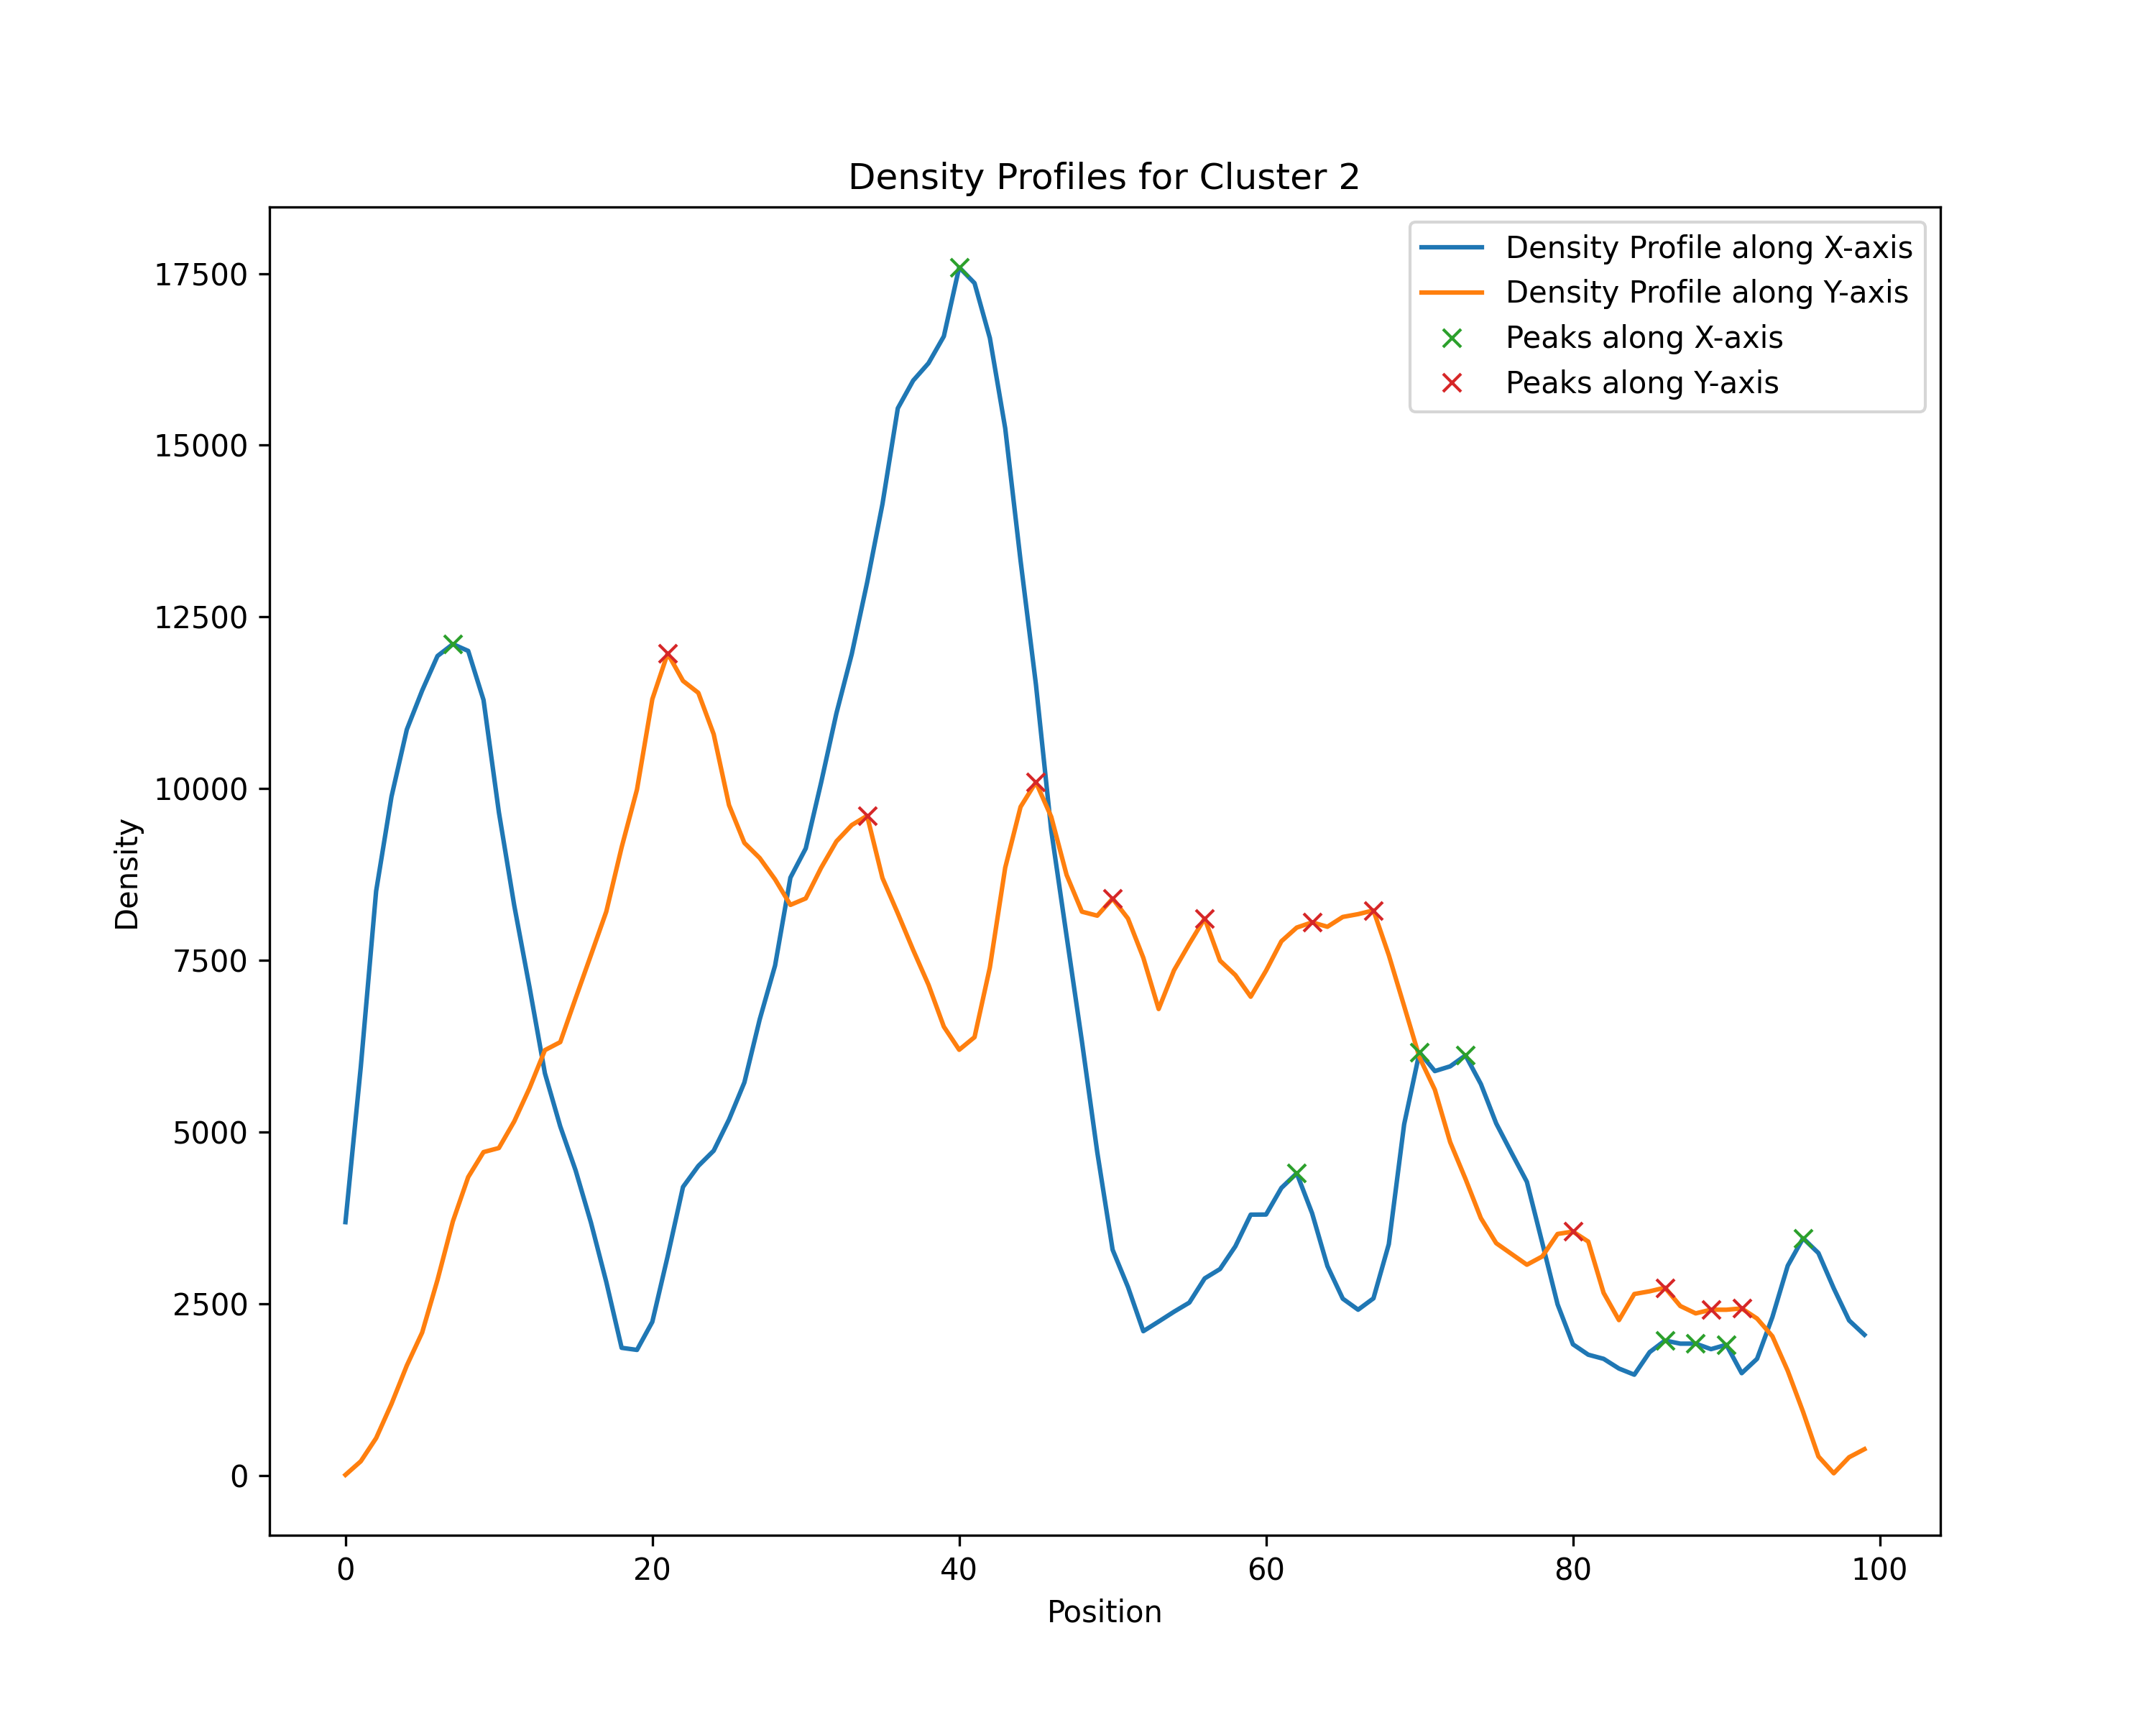 Density Profiles for Cluster 2
Density Profile along X-axis
Density Profile along Y-axis
Peaks along X-axis
Peaks along Y-axis
17500
15000
12500
10000
7500
5000
2500
0
Density
0 20 40 60 80 100
Position